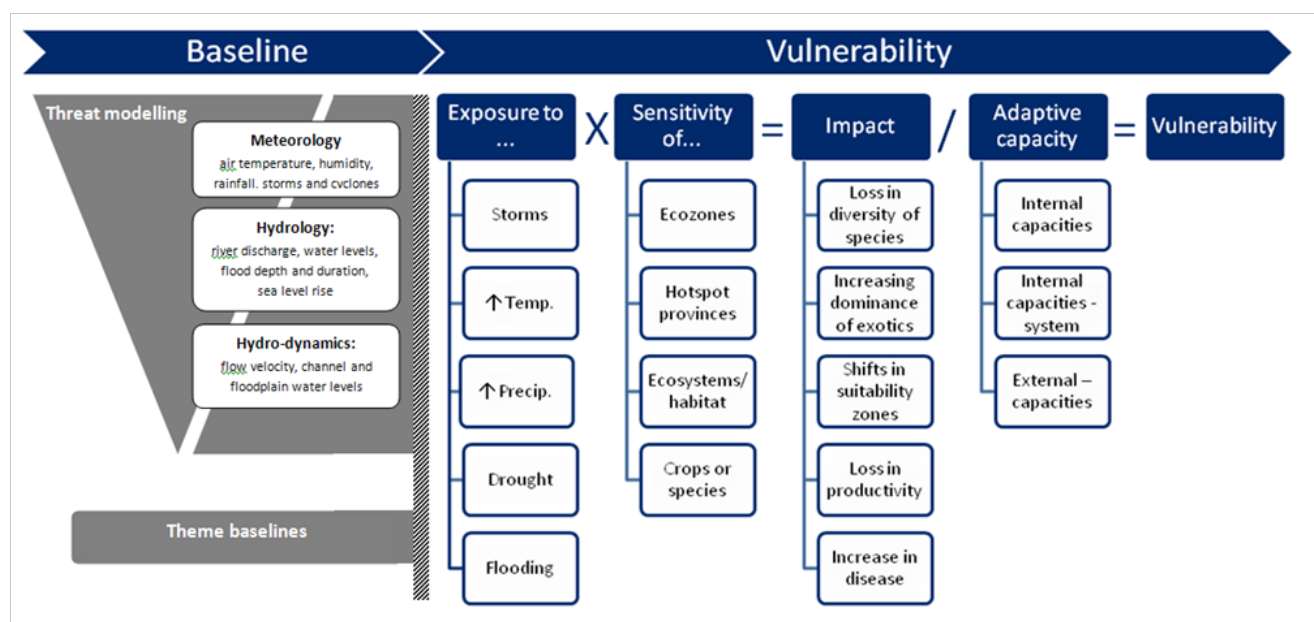 Baseline
Vulnerability
Threat modelling
Meteorology
air temperature, humidity,
rainfall. storms and cyclones
Hydrology:
river discharge, water levels,
flood depth and duration,
sea level rise
Hydro-dynamics:
flow velocity, channel and
floodplain water levels
Theme baselines
Exposure to
...
X
Sensitivity
of...
=
Impact
/
Adaptive
capacity
=
Vulnerability
Storms
↑Temp.
↑Precip.
Drought
Flooding
Ecozones
Hotspot
provinces
Ecosystems/
habitat
Crops or
species
Loss in
diversity of
species
Increasing
dominance
of exotics
Shifts in
suitability
zones
Loss in
productivity
Increase in
disease
Internal
capacities
Internal
capacities -
system
External –
capacities